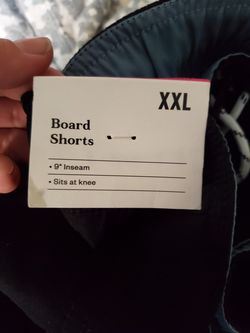 XXL
Board
Shorts
• 9" Inseam
• Sits at knee